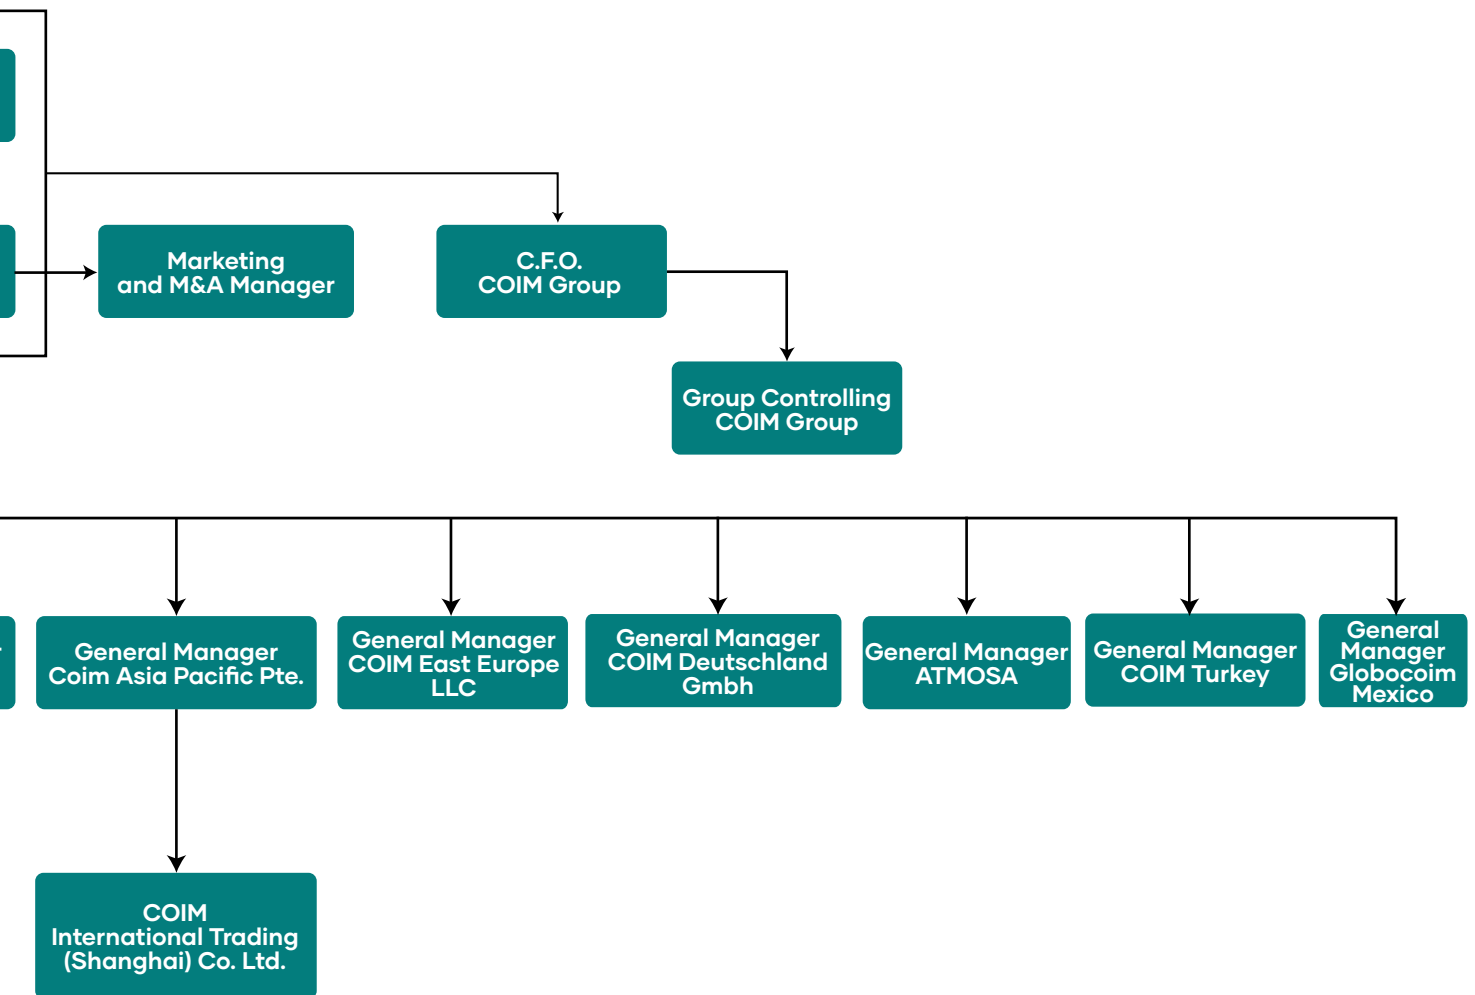 Marketing
and M&A Manager
C.F.O.
COIM Group
Group Controlling
COIM Group
General Manager
Coim Asia Pacific Pte.
General Manager
COIM East Europe
LLC
General Manager
COIM Deutschland
Gmbh
General Manager
ATMOSA
General Manager
COIM Turkey
General
Manager
Globocoim
Mexico
COIM
International Trading
(Shanghai) Co. Ltd.